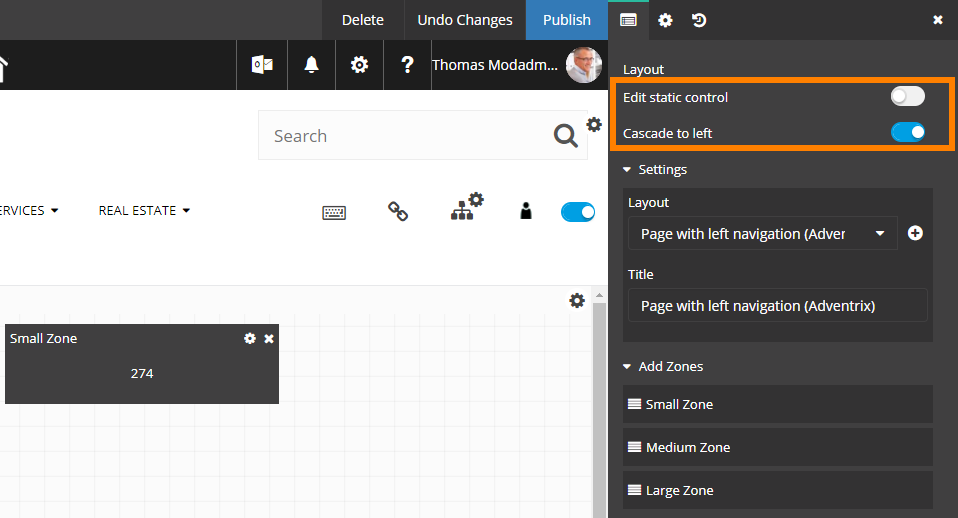 Delete Undo Changes Publish
? Thomas Modadm...
Search
ERVICES REAL ESTATE
Small Zone
274
Layout
Edit static control
Cascade to left
Settings
Layout
Page with left navigation (Adver
Title
Page with left navigation (Adventrix)
Add Zones
Small Zone
Medium Zone
Large Zone